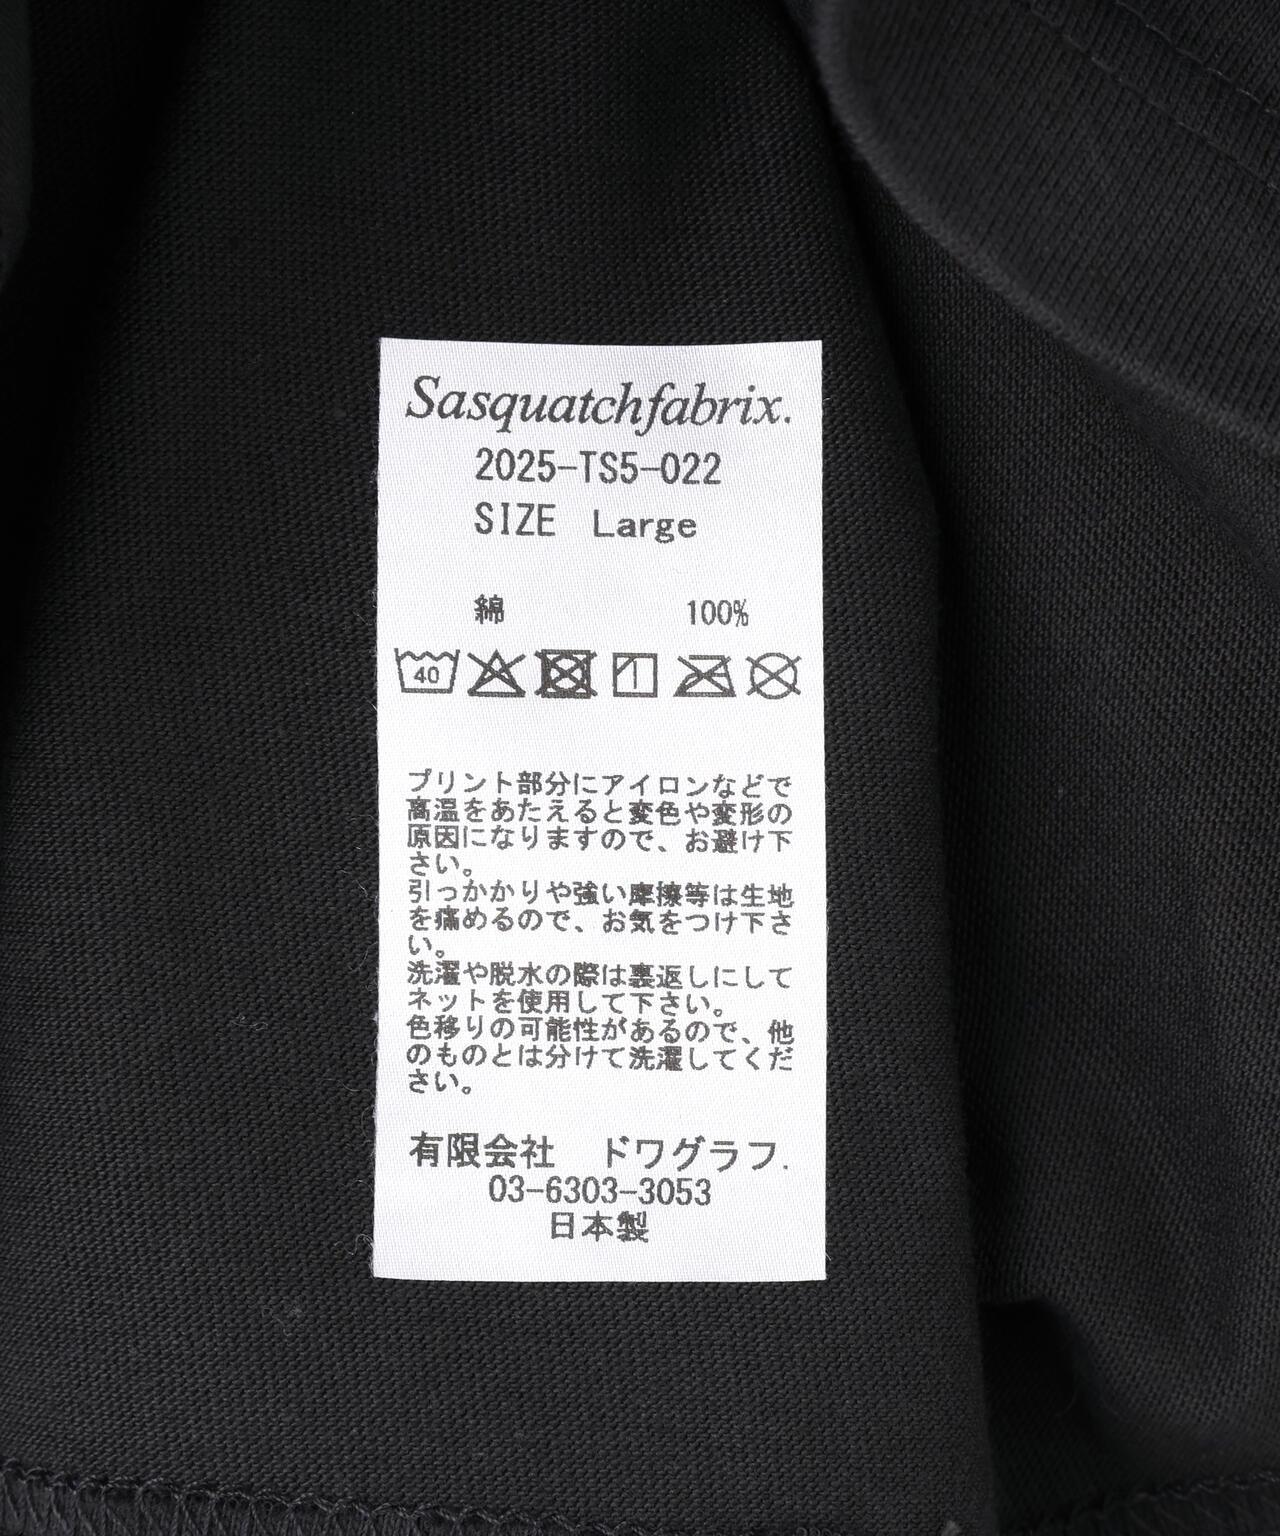 Sasquatchfabrix.
2025-TS5-022
SIZE Large
綿 100%
40
プリント部分にアイロンなどで
高温をあたえると変色や変形の
原因になりますので、お避け下
さい。
引っかかりや強い摩擦等は生地
を痛めるので、お気をつけ下さ
い。
洗濯や脱水の際は裏返しにして
ネットを使用して下さい。
色移りの可能性があるので、他
のものとは分けて洗濯してくだ
さい。
有限会社 ドワグラフ.
03-6303-3053
日本製